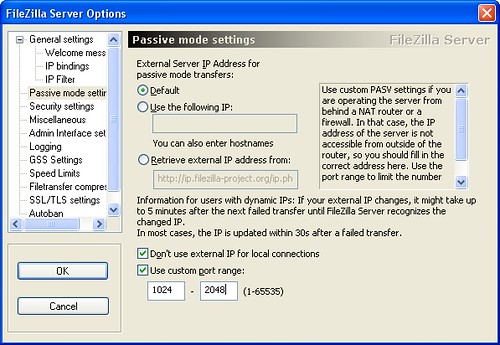 FileZilla Server Options
General settings
Welcome mess
IP bindings
IP Filter
Passive mode settin
Security settings
Miscellaneous
Admin Interface set
Logging
GSS Settings
Speed Limits
Filetransfer compres
SSL/TLS settings
Autoban
OK
Cancel
Passive mode settings
FileZilla Server
External Server IP Address for
passive mode transfers:
Default
Use the following IP:
You can also enter hostnames
Retrieve external IP address from:
http://ip.filezilla-project.org/ip.ph
Use custom PASV settings if you
are operating the server from
behind a NAT router or a
firewall. In that case, the IP
address of the server is not
accessible from outside of the
router, so you should fill in the
correct address here. Use the
port range to limit the number
Information for users with dynamic IPs: If your external IP changes, it might take up
to 5 minutes after the next failed transfer until FileZilla Server recognizes the
changed IP.
In most cases, the IP is updated within 30s after a failed transfer.
Don't use external IP for local connections
Use custom port range:
1024 - 2048 (1-65535)